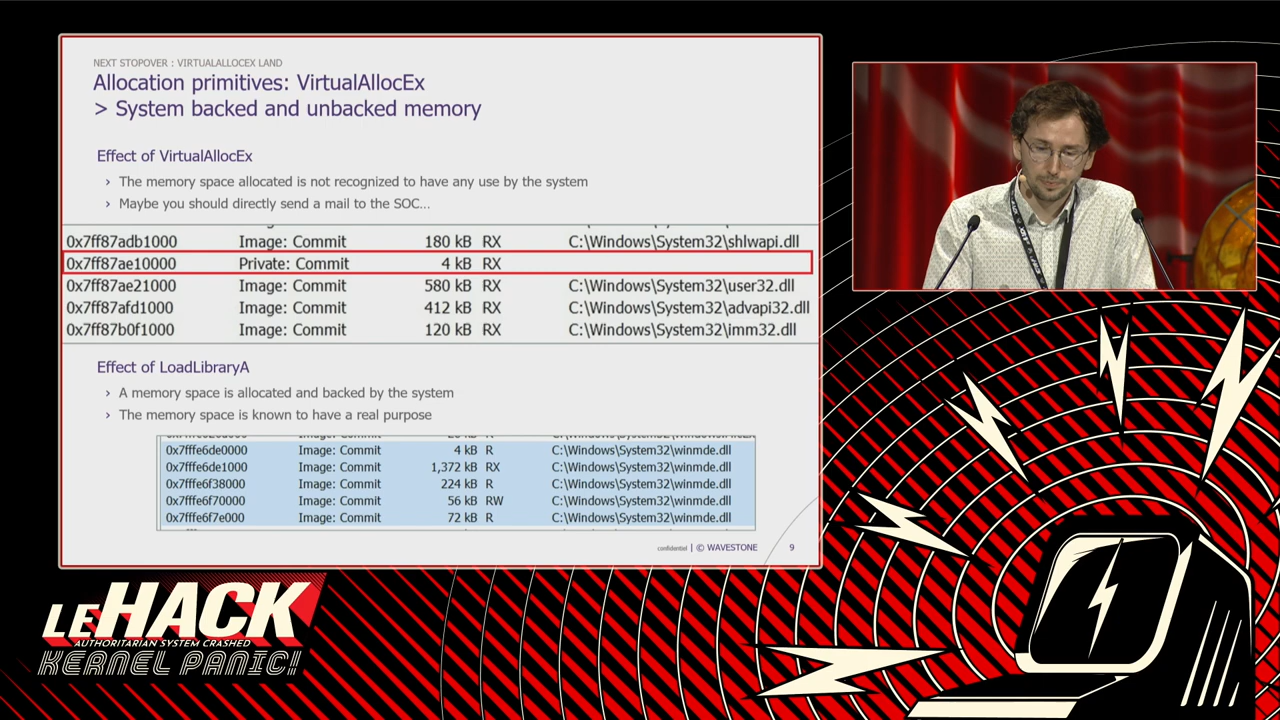 NEXT STOPOVER : VIRTUALALLOCEX LAND
Allocation primitives: VirtualAllocEx
> System backed and unbacked memory
Effect of VirtualAllocEx
› The memory space allocated is not recognized to have any use by the system
› Maybe you should directly send a mail to the SOC...
0x7ff87adb1000 Image: Commit 180 kB RX C:\Windows\System32\shlwapi.dll
0x7ff87ae10000 Private: Commit 4 kB RX
0x7ff87ae21000 Image: Commit 580 kB RX C:\Windows\System32\user32.dll
0x7ff87afd1000 Image: Commit 412 kB RX C:\Windows\System32\advapi32.dll
0x7ff87b0f1000 Image: Commit 120 kB RX C:\Windows\System32\imm32.dll
Effect of LoadLibraryA
› A memory space is allocated and backed by the system
› The memory space is known to have a real purpose
0x7fffe6de0000 Image: Commit 4 kB R C:\Windows\System32\winmde.dll
0x7fffe6de1000 Image: Commit 1,372 kB RX C:\Windows\System32\winmde.dll
0x7fffe6f38000 Image: Commit 224 kB R C:\Windows\System32\winmde.dll
0x7fffe6f70000 Image: Commit 56 kB RW C:\Windows\System32\winmde.dll
0x7fffe6f7e000 Image: Commit 72 kB R C:\Windows\System32\winmde.dll
confidential | © WAVESTONE 9
LEHACK
AUTHORITARIAN SYSTEM CRASHED
KERNEL PANIC!